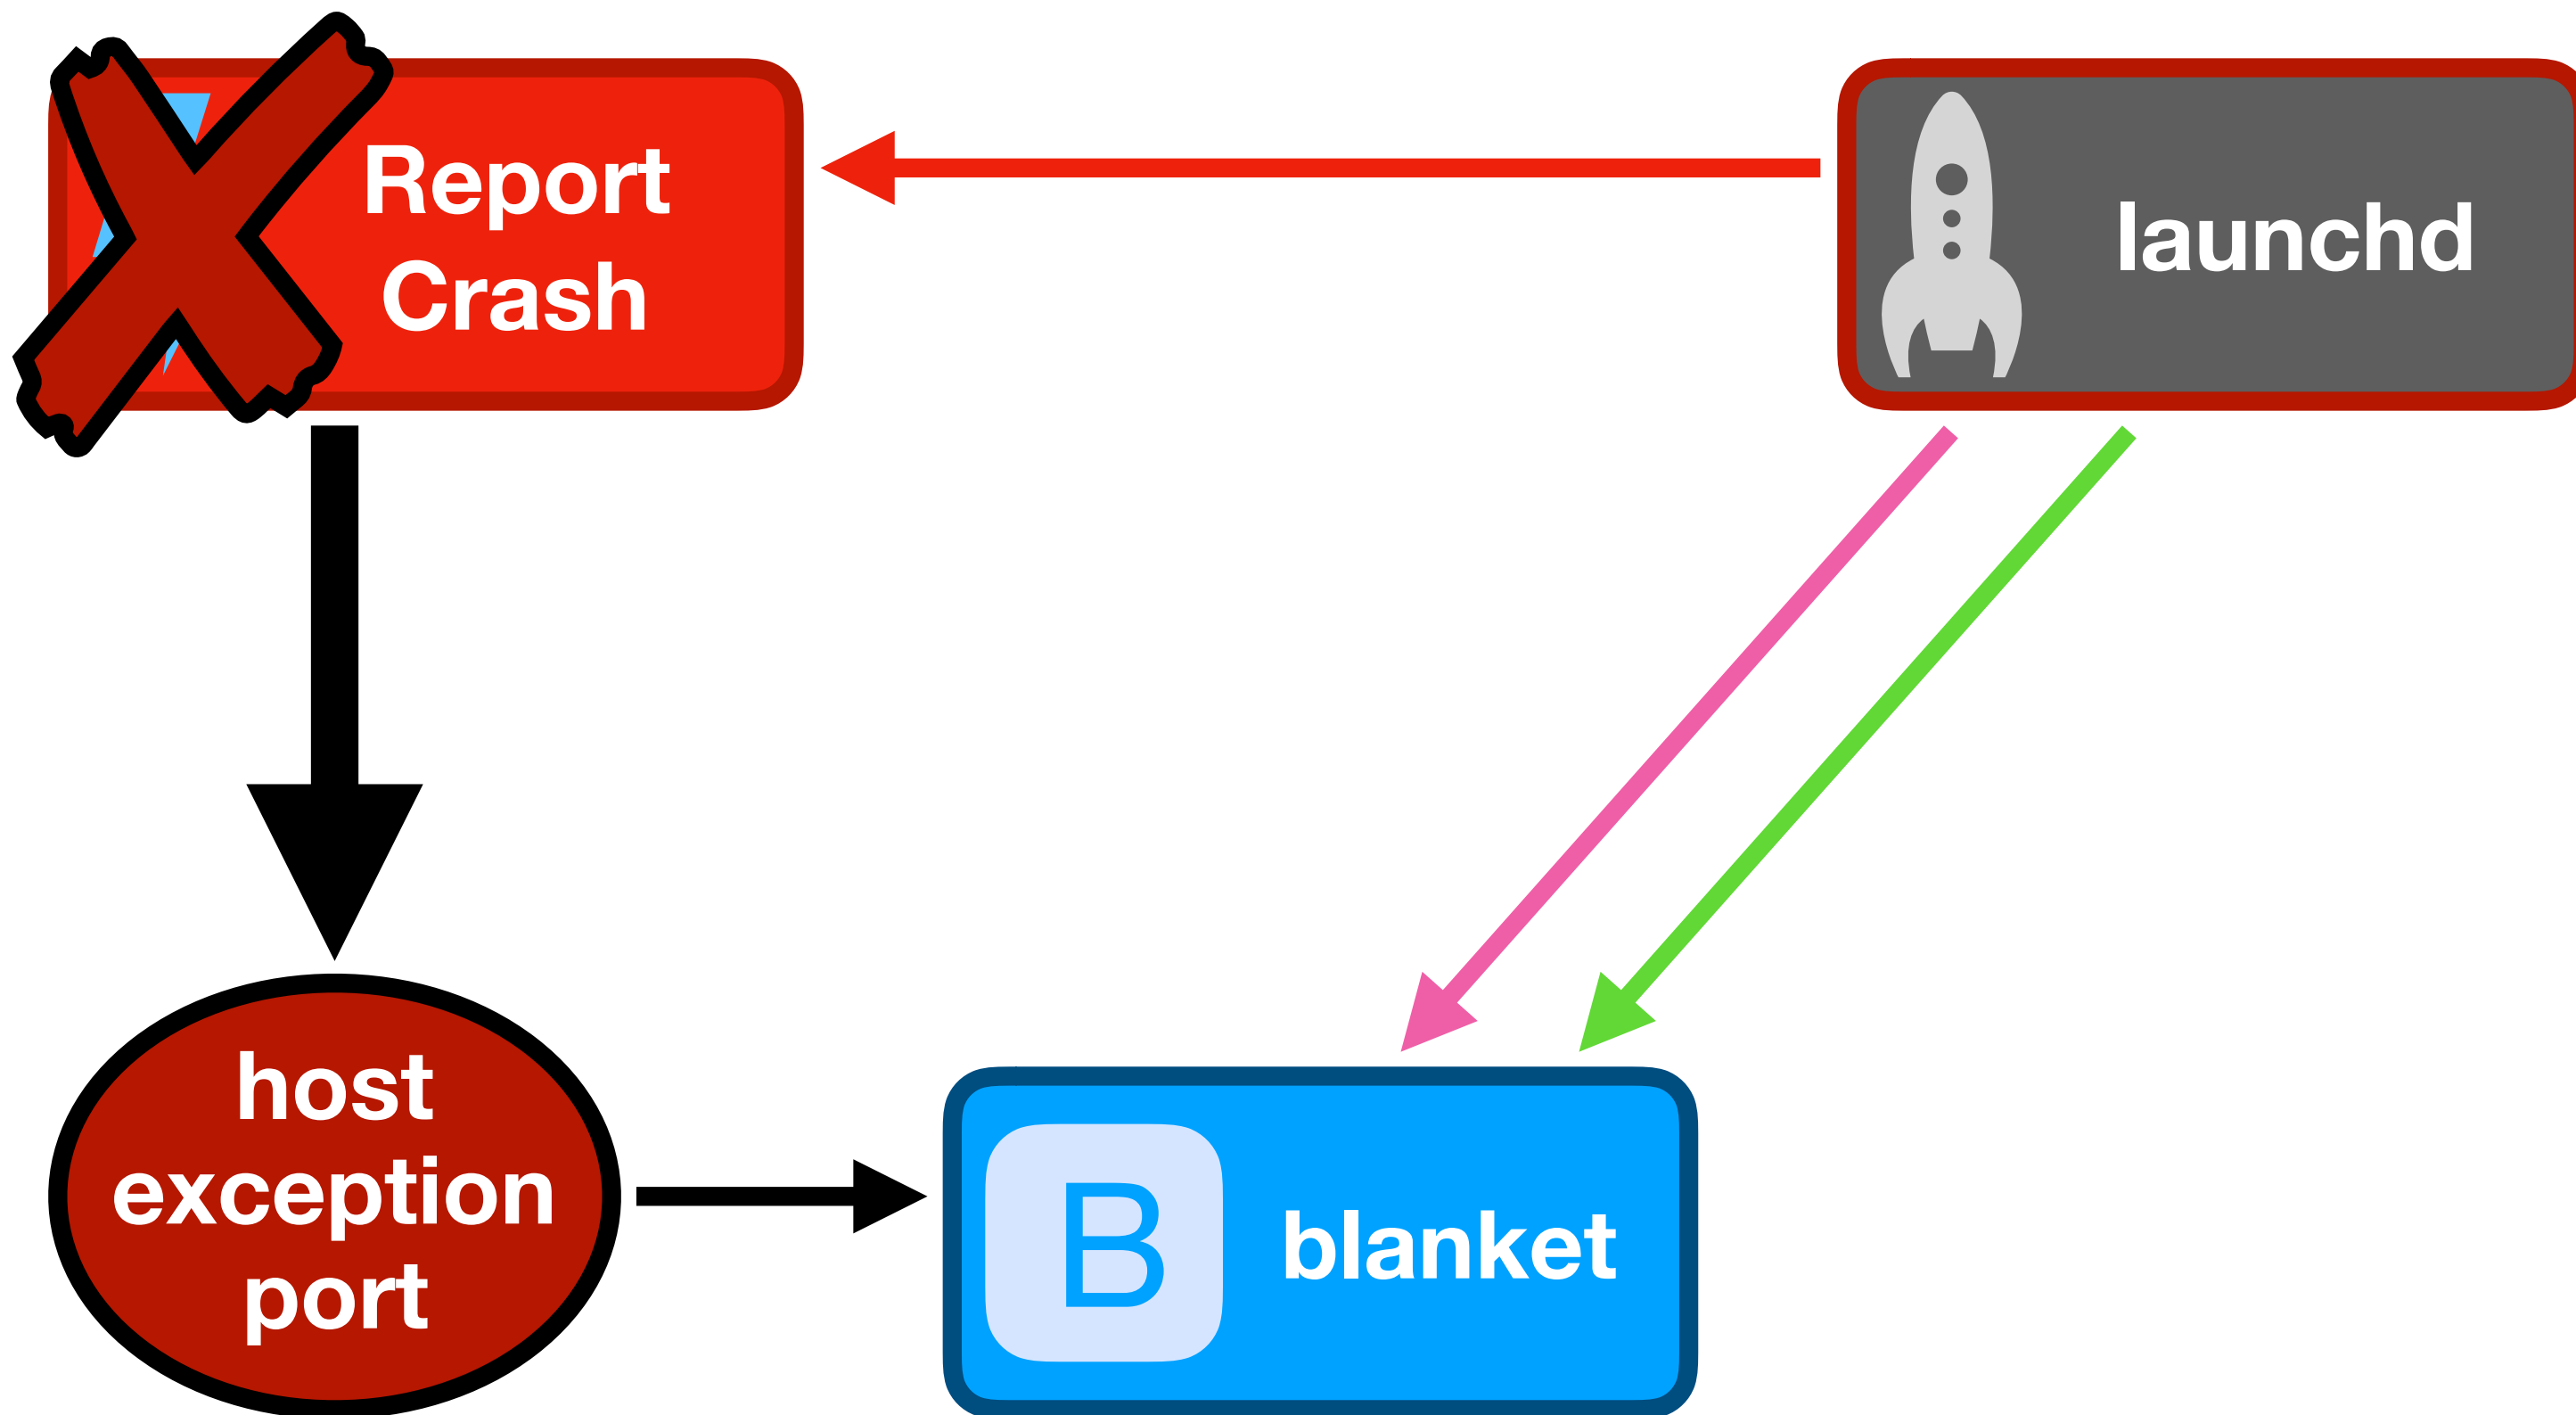 Report
Crash
launchd
host
exception
port
B
blanket